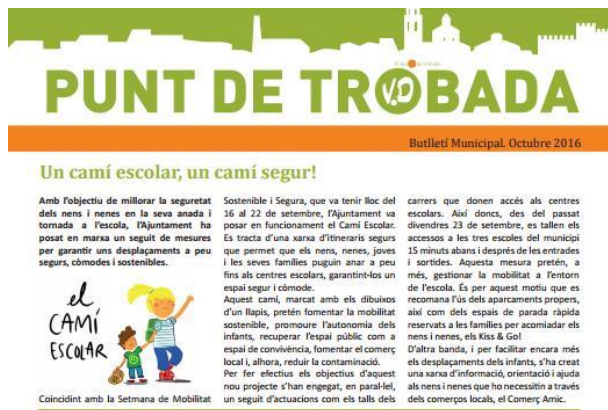 PUNT DE TROBADA
Butlletí Municipal. Octubre 2016
Un camí escolar, un camí segur!
Amb l'objectiu de millorar la seguretat
dels nens i nenes en la seva anada i
tornada a l'escola, l'Ajuntament ha
posat en marxa un seguit de mesures
per garantir uns desplaçaments a peu
segurs, còmodes i sostenibles.
el
CAMÍ
ESCOLAR
Coincidint amb la Setmana de Mobilitat
Sostenible i Segura, que va tenir lloc del
16 al 22 de setembre, l'Ajuntament va
posar en funcionament el Camí Escolar.
Es tracta d'una xarxa d'itineraris segurs
que permet que els nens, nenes, joves
i les seves famílies puguin anar a peu
fins als centres escolars, garantint-los un
espai segur i còmode.
Aquest camí, marcat amb els dibuixos
d'un llapis, pretén fomentar la mobilitat
sostenible, promoure l'autonomia dels
infants, recuperar l'espai públic com a
espai de convivència, fomentar el comerç
local i, alhora, reduir la contaminació.
Per fer efectius els objectius d'aquest
nou projecte s'han engegat, en paral·lel,
un seguit d'actuacions com els talls dels
carrers que donen accés als centres
escolars. Així doncs, des del passat
divendres 23 de setembre, es tallen els
accessos a les tres escoles del municipi
15 minuts abans i després de les entrades
i sortides. Aquesta mesura pretén, a
més, gestionar la mobilitat a l'entorn
de l'escola. És per aquest motiu que es
recomana l'ús dels aparcaments propers,
així com dels espais de parada ràpida
reservats a les famílies per acomiadar els
nens i nenes, els Kiss & Go!
D'altra banda, i per facilitar encara més
els desplaçaments dels infants, s'ha creat
una xarxa d'informació, orientació i ajuda
als nens i nenes que ho necessitin a través
dels comerços locals, el Comerç Amic.